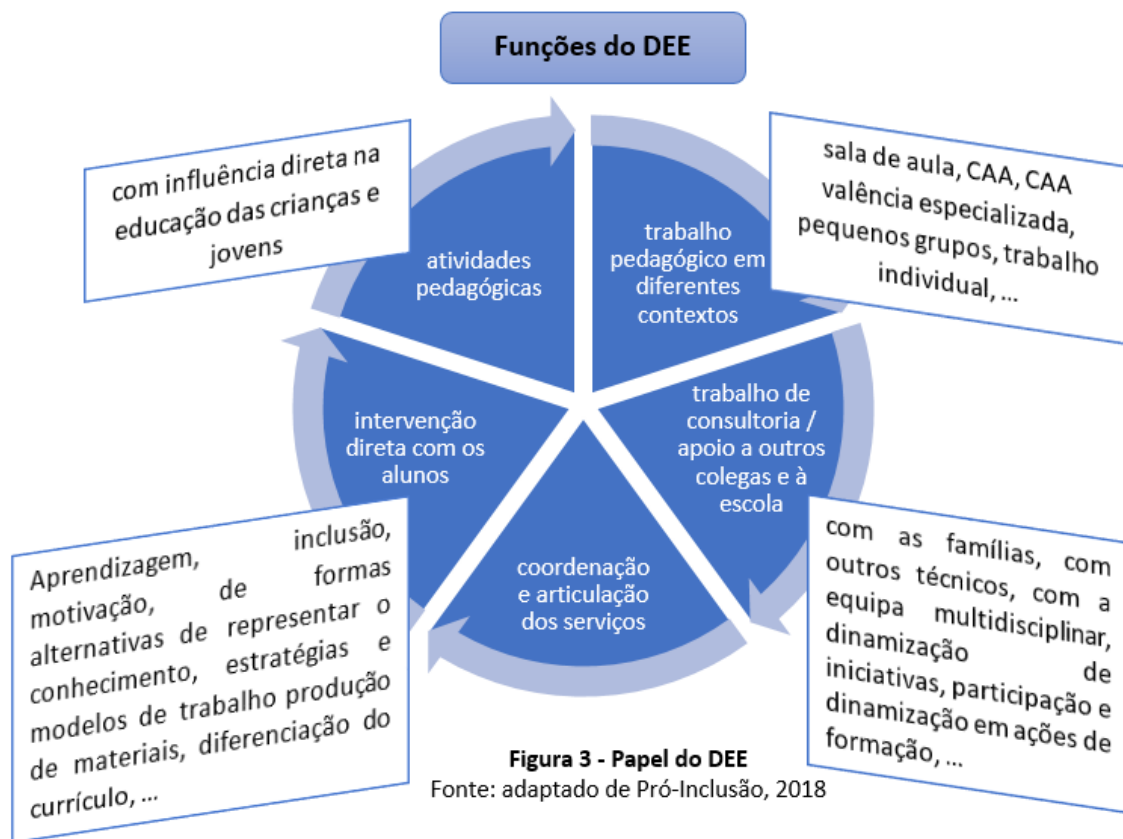 Funções do DEE
com influência direta na
educação das crianças e
jovens
atividades
pedagógicas
trabalho
pedagógico em
diferentes
contextos
sala de aula, CAA, CAA
valência especializada,
pequenos grupos, trabalho
individual, ...
intervenção
direta com os
alunos
trabalho de
consultoria /
apoio a outros
colegas e à
escola
coordenação
e articulação
dos serviços
Aprendizagem, inclusão,
motivação, de formas
alternativas de representar o
conhecimento, estratégias e
modelos de trabalho produção
de materiais, diferenciação do
currículo, ...
com as famílias, com
outros técnicos, com a
equipa multidisciplinar,
dinamização de
iniciativas, participação e
dinamização em ações de
formação, ...
Figura 3 - Papel do DEE
Fonte: adaptado de Pró-Inclusão, 2018